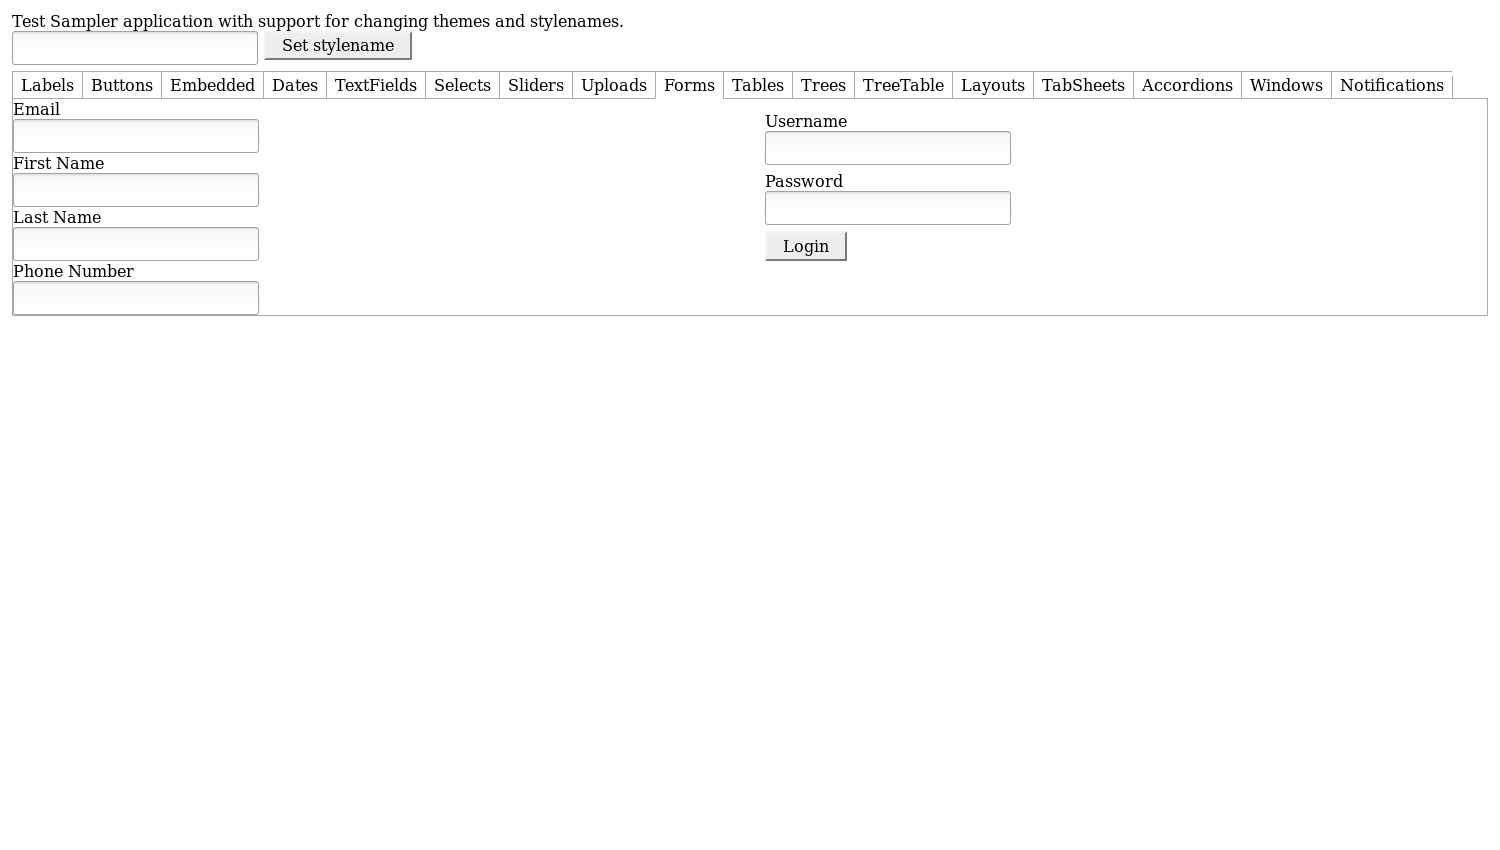 Test Sampler application with support for changing themes and stylenames.
Set stylename
Labels Buttons Embedded Dates TextFields Selects Sliders Uploads Forms Tables Trees TreeTable Layouts TabSheets Accordions Windows Notifications
Email
First Name
Last Name
Phone Number
Username
Password
Login